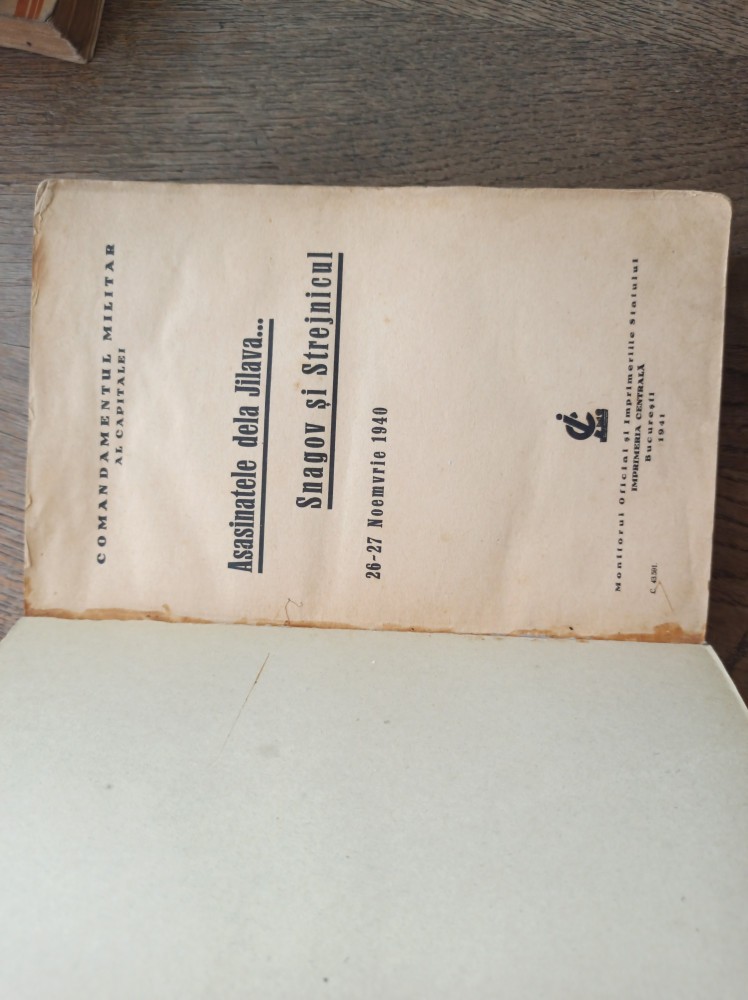 COMANDAMENTUL MILITAR
AL CAPITALEI
Asasinatele dela Jilava...
Snagov și Strejnicul
26-27 Noemvrie 1940
Monitorul Oficial și Imprimeriile Statului
IMPRIMERIA CENTRALĂ
București
1941